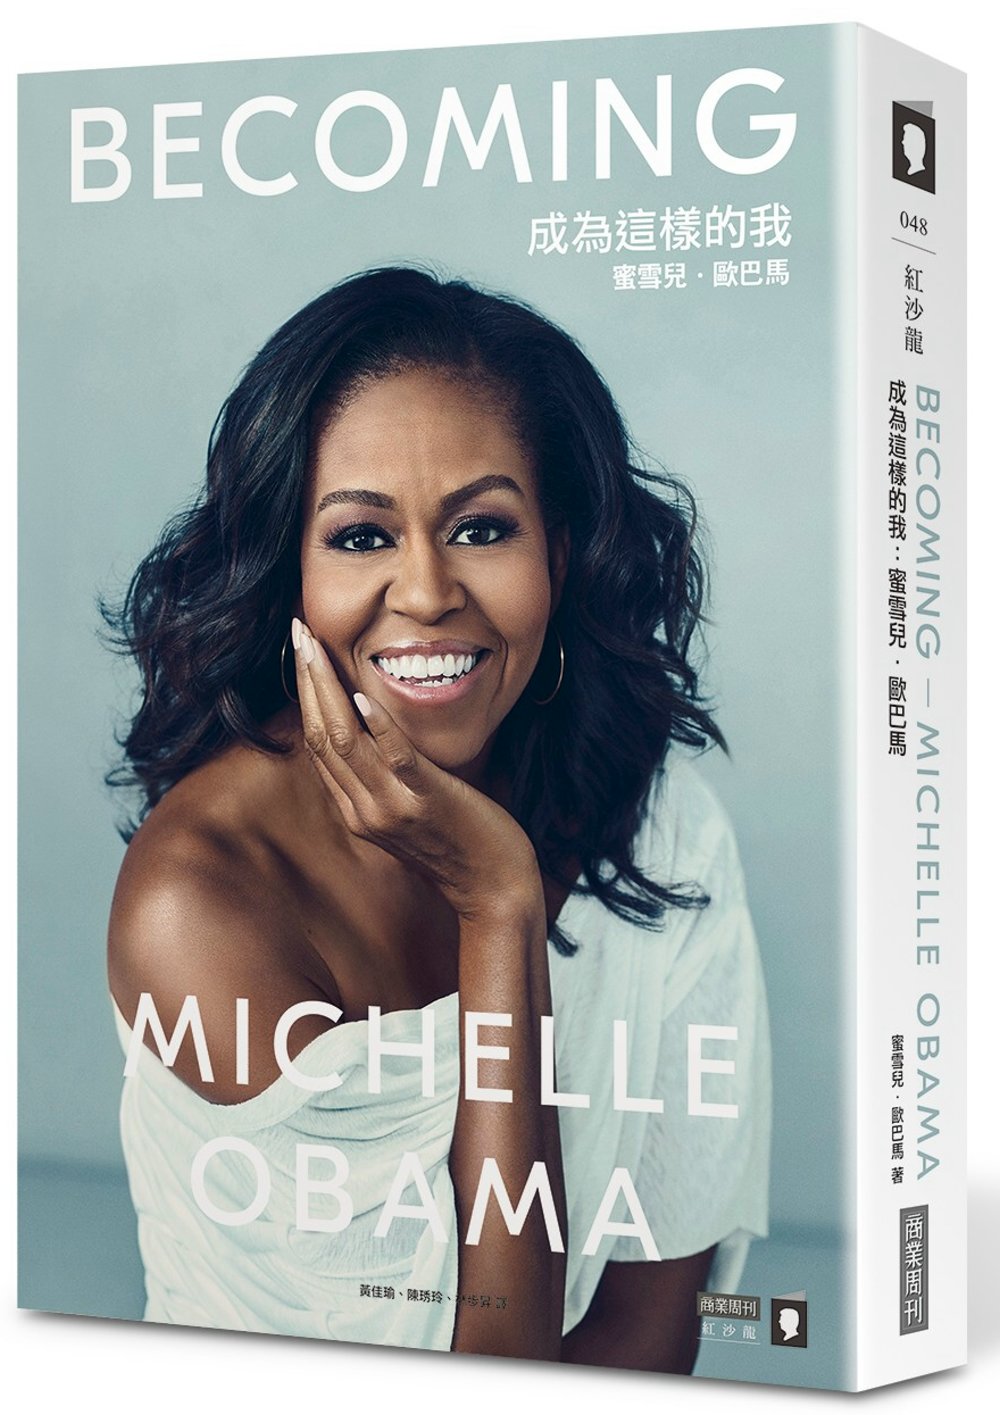 BECOMING
成為這樣的我
蜜雪兒．歐巴馬
MICHELLE
OBAMA
黃佳瑜、陳琇玲、步昇 譯
商業周刊
紅沙龍
048
紅沙龍
BECOMING — MICHELLE OBAMA
成為這樣的我：蜜雪兒．歐巴馬
蜜雪兒．歐巴馬 著
商業周刊